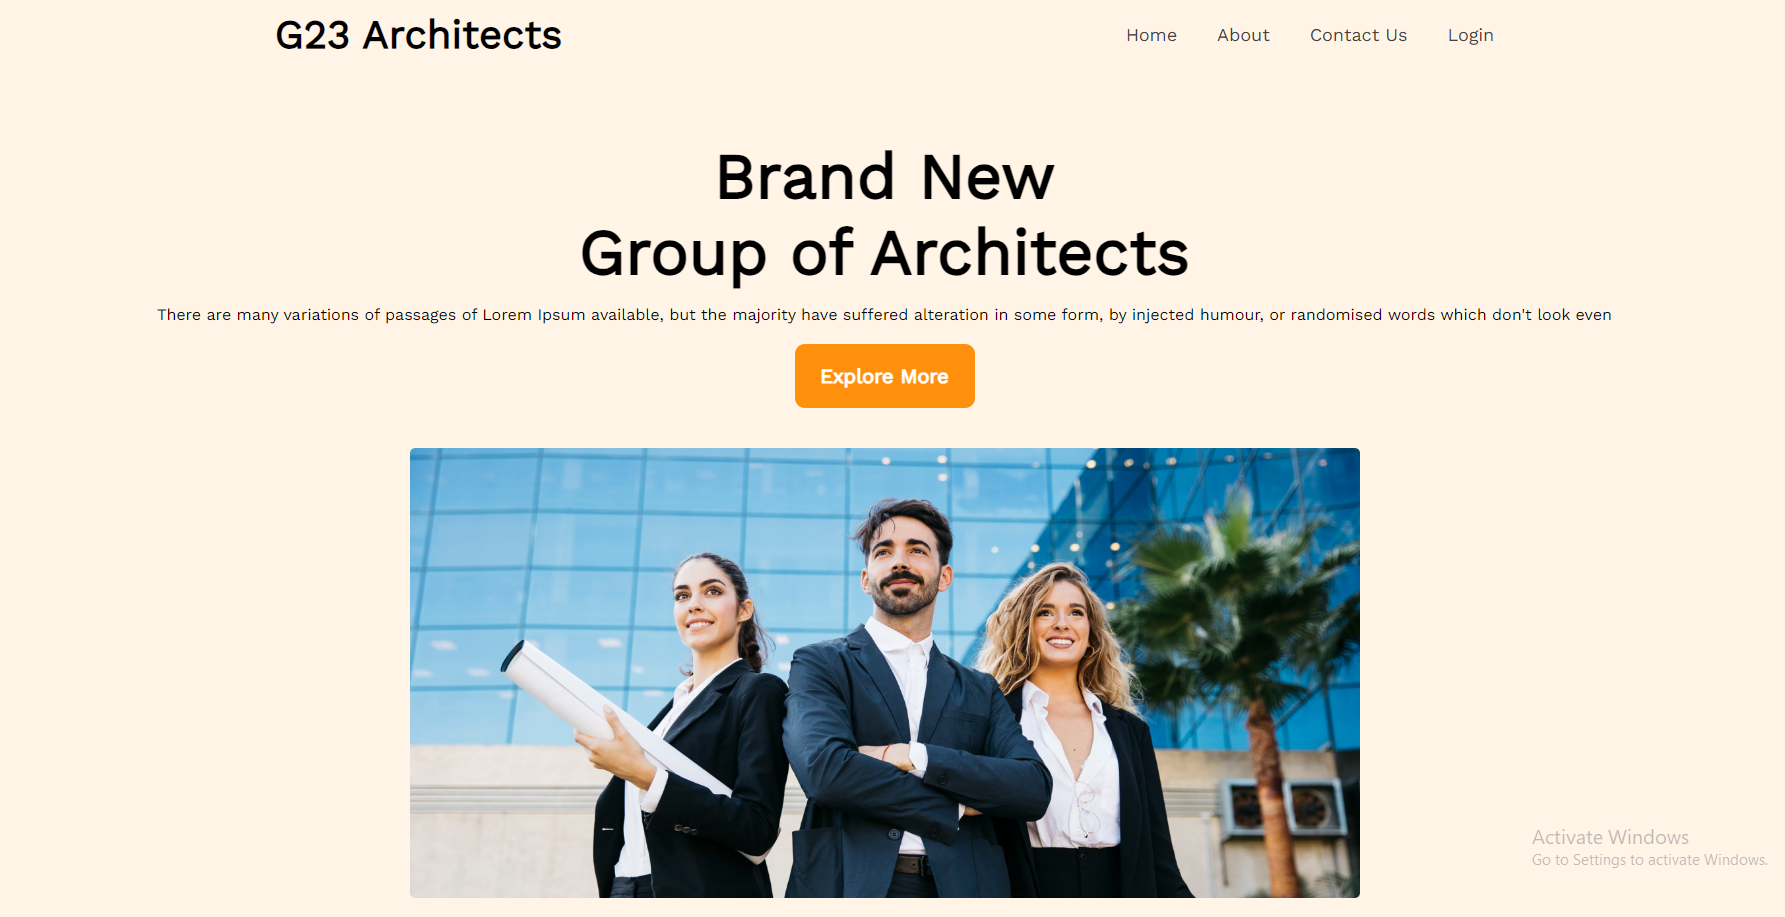 G23 Architects
Home About Contact Us Login
Brand New
Group of Architects
There are many variations of passages of Lorem Ipsum available, but the majority have suffered alteration in some form, by injected humour, or randomised words which don't look even
Explore More
Activate Windows
Go to Settings to activate Windows.